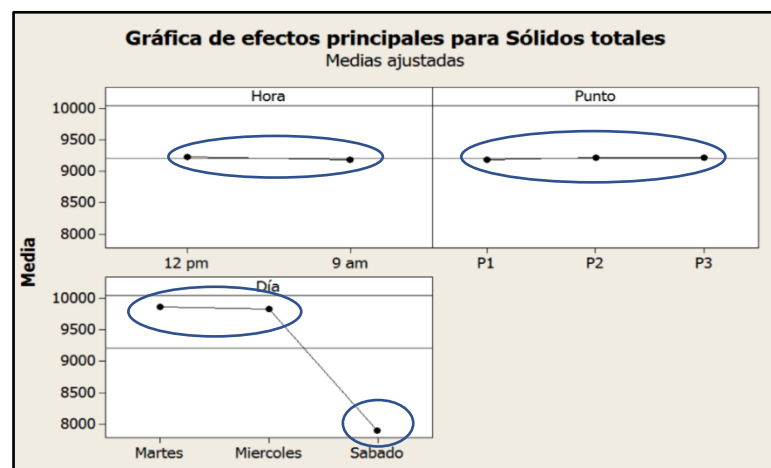 Gráfica de efectos principales para Sólidos totales
Medias ajustadas
Hora
Punto
10000
9500
9000
8500
8000
12 pm
9 am
P1
P2
P3
Media
Día
10000
9500
9000
8500
8000
Martes
Miercoles
Sabado